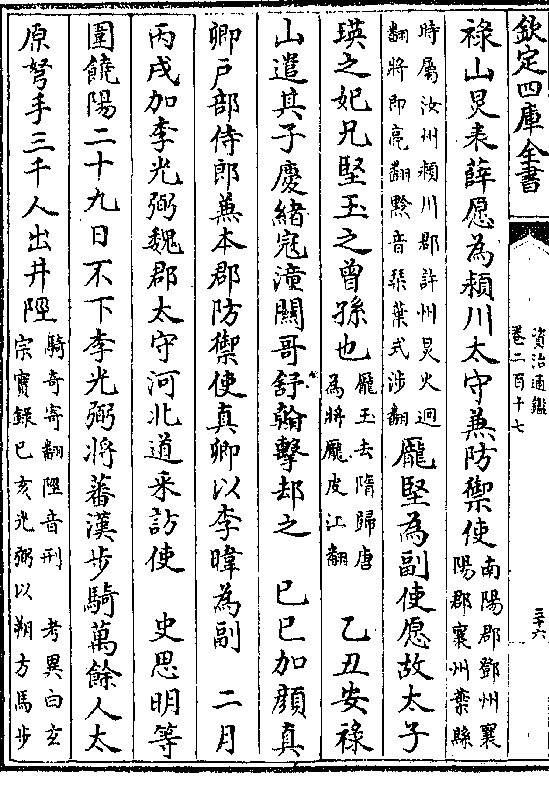 欽定四庫全書
資治通鑑
卷二百十七
三十六
祿山炅表薛愿為潁川太守兼防禦使
南陽郡鄧州襄
陽郡襄州葉縣
時屬汝州潁川郡許州炅火迥
翻將即亮翻黔音琴葉式涉翻
龎堅為副使愿故太子
瑛之妃兄堅玉之曾孫也
龎玉去隋歸唐
為將龎皮江翻
乙丑安祿
山遣其子慶緒宼潼關哥舒翰擊却之 己巳加顔真
卿戸部侍郎兼本郡防禦使真卿以李暐為副 二月
丙戌加李光弼魏郡太守河北道采訪使 史思明等
圍饒陽二十九日不下李光弼將蕃漢步騎萬餘人太
原弩手三千人出井陘
騎奇寄翻陘音刑 考異曰玄
宗實錄已亥光弼以朔方馬步